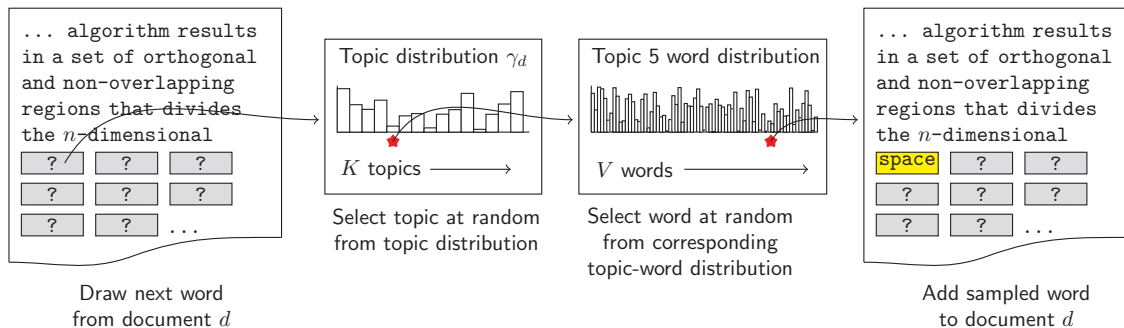 ... algorithm results
in a set of orthogonal
and non-overlapping
regions that divides
the n-dimensional
? ? ?
? ? ?
? ? ...
Draw next word
from document d
Topic distribution γd
K topics
Select topic at random
from topic distribution
Topic 5 word distribution
V words
Select word at random
from corresponding
topic-word distribution
... algorithm results
in a set of orthogonal
and non-overlapping
regions that divides
the n-dimensional
space ? ?
? ? ?
? ? ...
Add sampled word
to document d